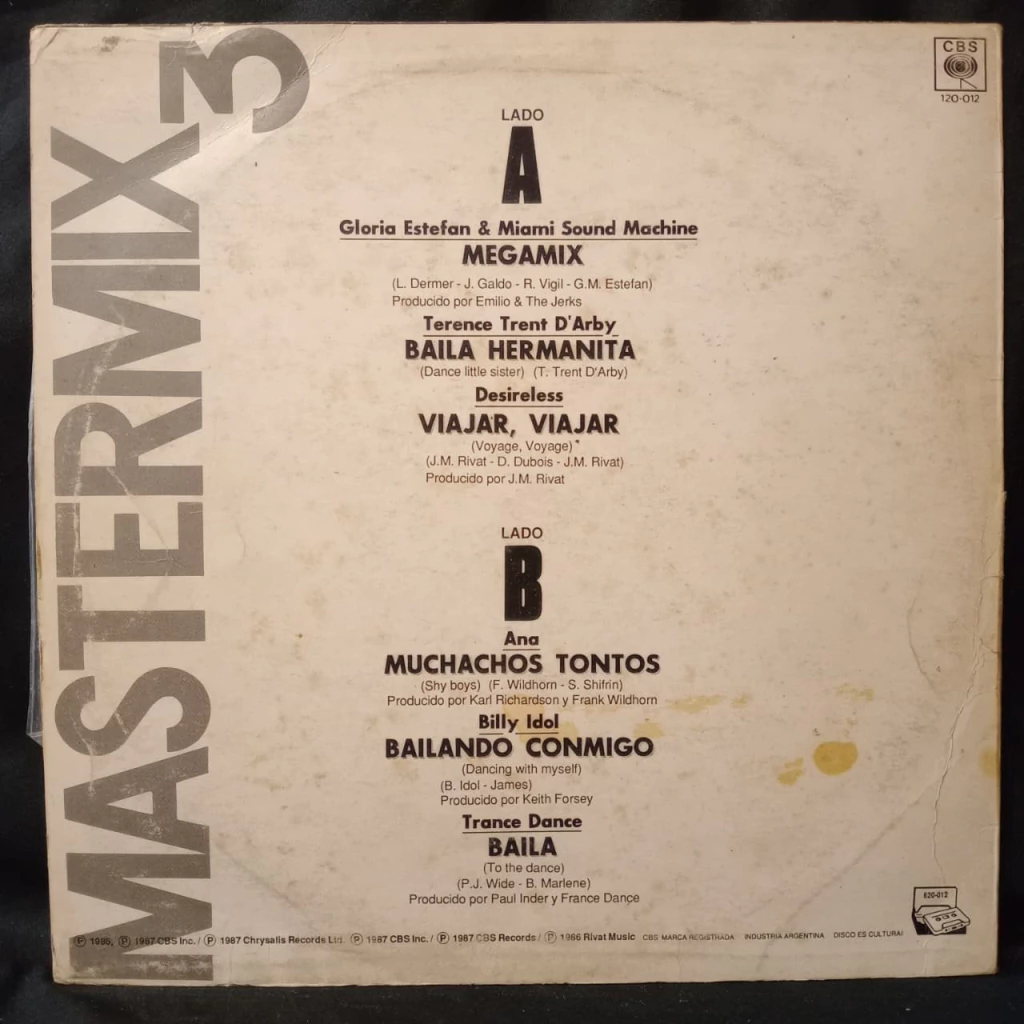 MASTERMIX 3
CBS
120-012
LADO
A
Gloria Estefan & Miami Sound Machine
MEGAMIX
(L. Dermer - J. Galdo - R. Vigil - G.M. Estefan)
Producido por Emilio & The Jerks
Terence Trent D'Arby
BAILA HERMANITA
(Dance little sister) (T. Trent D'Arby)
Desireless
VIAJAR, VIAJAR
(Voyage, Voyage)*
(J.M. Rivat - D. Dubois - J.M. Rivat)
Producido por J.M. Rivat
LADO
B
Ana
MUCHACHOS TONTOS
(Shy boys) (F. Wildhorn - S. Shifrin)
Producido por Karl Richardson y Frank Wildhorn
Billy Idol
BAILANDO CONMIGO
(Dancing with myself)
(B. Idol - James)
Producido por Keith Forsey
Trance Dance
BAILA
(To the dance)
(P.J. Wide - B. Marlene)
Producido por Paul Inder y France Dance
820-012
Ⓟ 1986, Ⓟ 1987 CBS Inc. / Ⓟ 1987 Chrysalis Records Ltd. Ⓟ 1987 CBS Inc. / Ⓟ 1987 CBS Records / Ⓟ 1986 Rivat Music CBS MARCA REGISTRADA INDUSTRIA ARGENTINA DISCO ES CULTURA!